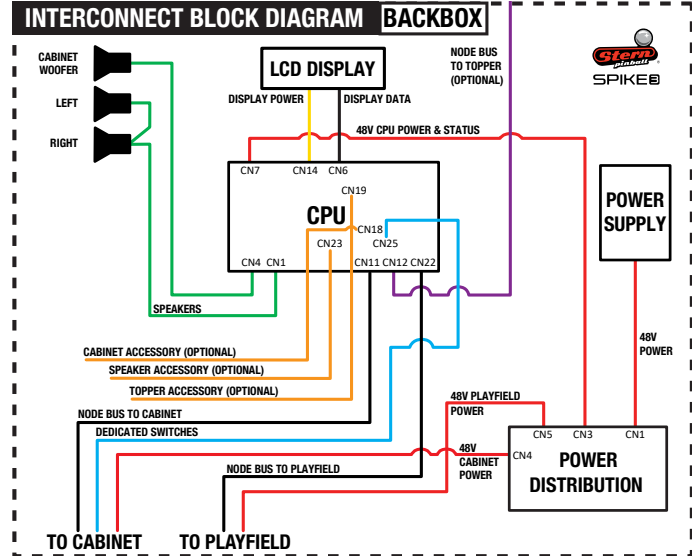 INTERCONNECT BLOCK DIAGRAM BACKBOX
CABINET
WOOFER
LEFT
RIGHT
LCD DISPLAY
DISPLAY POWER
DISPLAY DATA
NODE BUS
TO TOPPER
(OPTIONAL)
Stern
pinball
SPIKE3
48V CPU POWER & STATUS
CN7
CN14
CN6
CN19
CPU
CN18
CN23
CN25
CN4
CN1
CN11
CN12
CN22
POWER
SUPPLY
SPEAKERS
48V
POWER
CABINET ACCESSORY (OPTIONAL)
SPEAKER ACCESSORY (OPTIONAL)
TOPPER ACCESSORY (OPTIONAL)
NODE BUS TO CABINET
DEDICATED SWITCHES
48V PLAYFIELD
POWER
NODE BUS TO PLAYFIELD
48V
CABINET
POWER
CN5
CN3
CN1
CN4
POWER
DISTRIBUTION
TO CABINET
TO PLAYFIELD